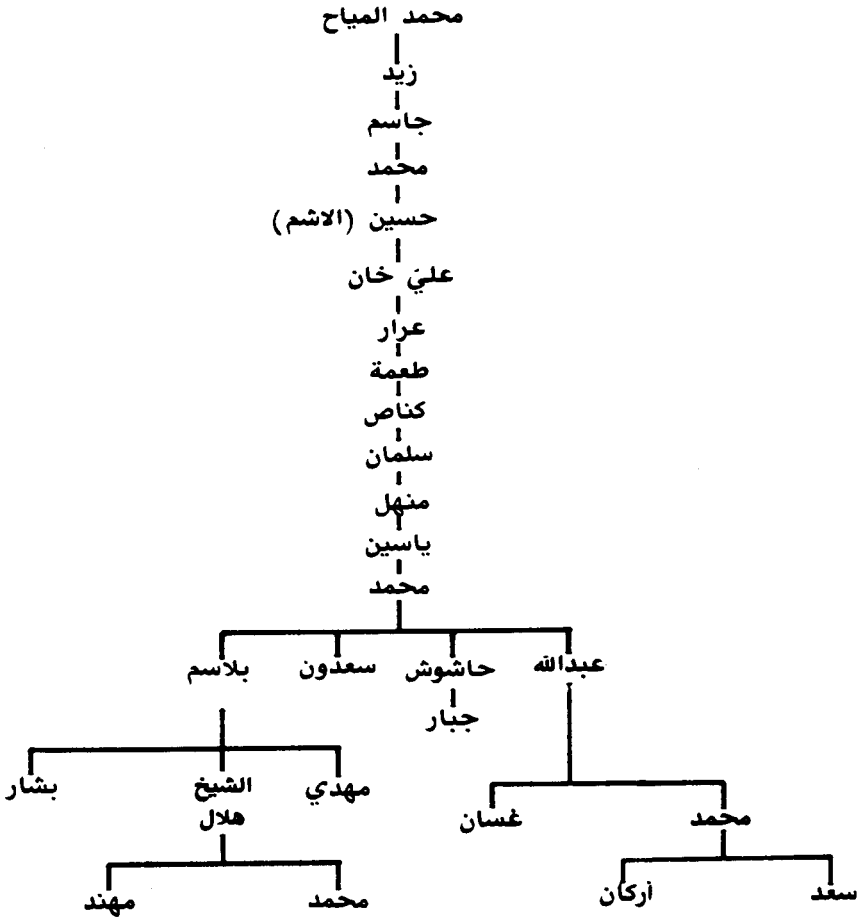 محمد المياح
زيد
جاسم
محمد
حسين (الاشم)
عليّ خان
عرار
طعمة
كناص
سلمان
منهل
ياسين
محمد
عبدالله حاشوش سعدون بلاسم
جبار
مهدي الشيخ بشار
هلال
محمد غسان
محمد مهند
سعد أركان